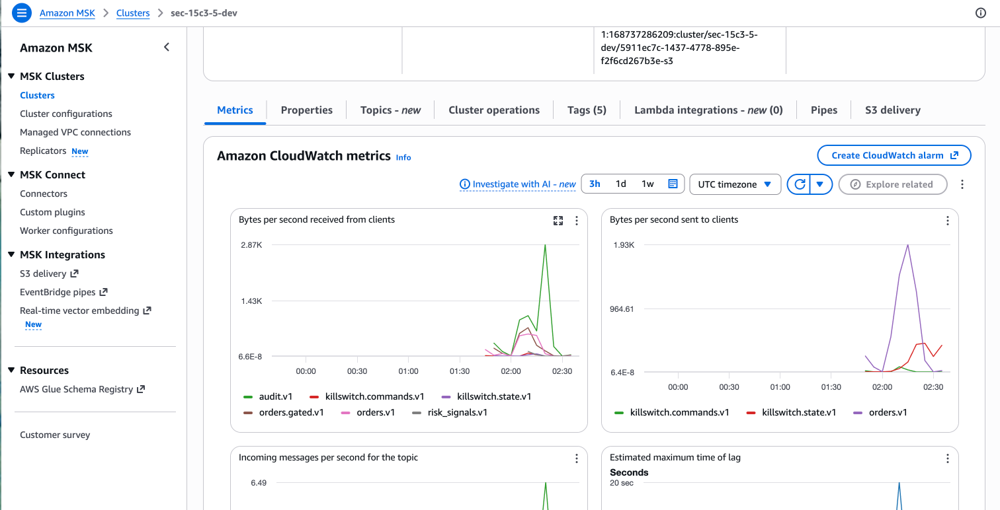 Amazon MSK > Clusters > sec-15c3-5-dev
Amazon MSK
MSK Clusters
Clusters
Cluster configurations
Managed VPC connections
Replicators New
MSK Connect
Connectors
Custom plugins
Worker configurations
MSK Integrations
S3 delivery
EventBridge pipes
Real-time vector embedding
New
Resources
AWS Glue Schema Registry
Customer survey
1:168737286209:cluster/sec-15c3-5-
dev/5911ec7c-1437-4778-895e-
f2f6cd267b3e-s3
Metrics Properties Topics - new Cluster operations Tags (5) Lambda integrations - new (0) Pipes S3 delivery
Amazon CloudWatch metrics Info
Create CloudWatch alarm
Investigate with AI - new 3h 1d 1w UTC timezone Explore related
Bytes per second received from clients
2.87K
1.43K
6.6E-8
00:00 00:30 01:00 01:30 02:00 02:30
audit.v1 killswitch.commands.v1 killswitch.state.v1
orders.gated.v1 orders.v1 risk_signals.v1
Bytes per second sent to clients
1.93K
964.61
6.4E-8
00:00 00:30 01:00 01:30 02:00 02:30
killswitch.commands.v1 killswitch.state.v1 orders.v1
Incoming messages per second for the topic
6.49
Estimated maximum time of lag
Seconds
20 sec